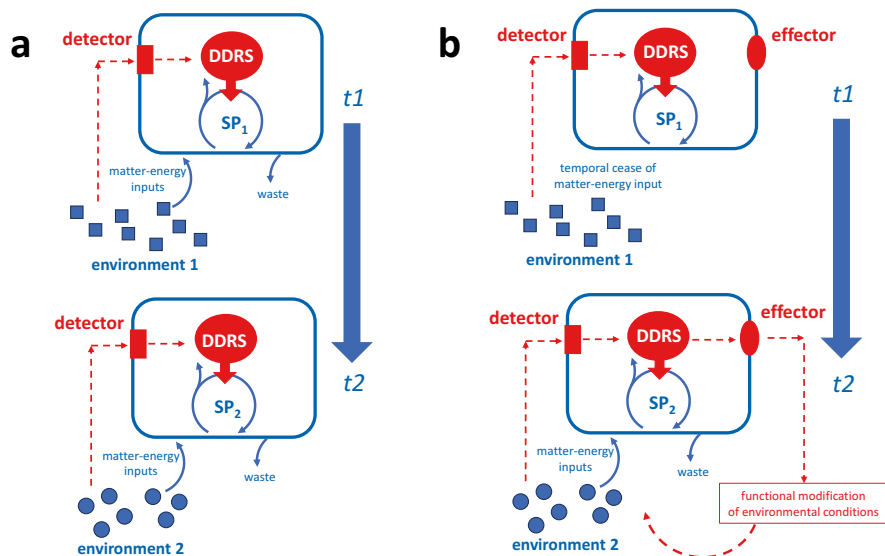 a
detector
DDRS
SP1
t1
matter-energy
inputs
waste
environment 1
detector
DDRS
SP2
t2
matter-energy
inputs
waste
environment 2
b
detector
DDRS
effector
SP1
t1
temporal cease of
matter-energy input
environment 1
detector
DDRS
effector
SP2
t2
matter-energy
inputs
waste
functional modification
of environmental conditions
environment 2